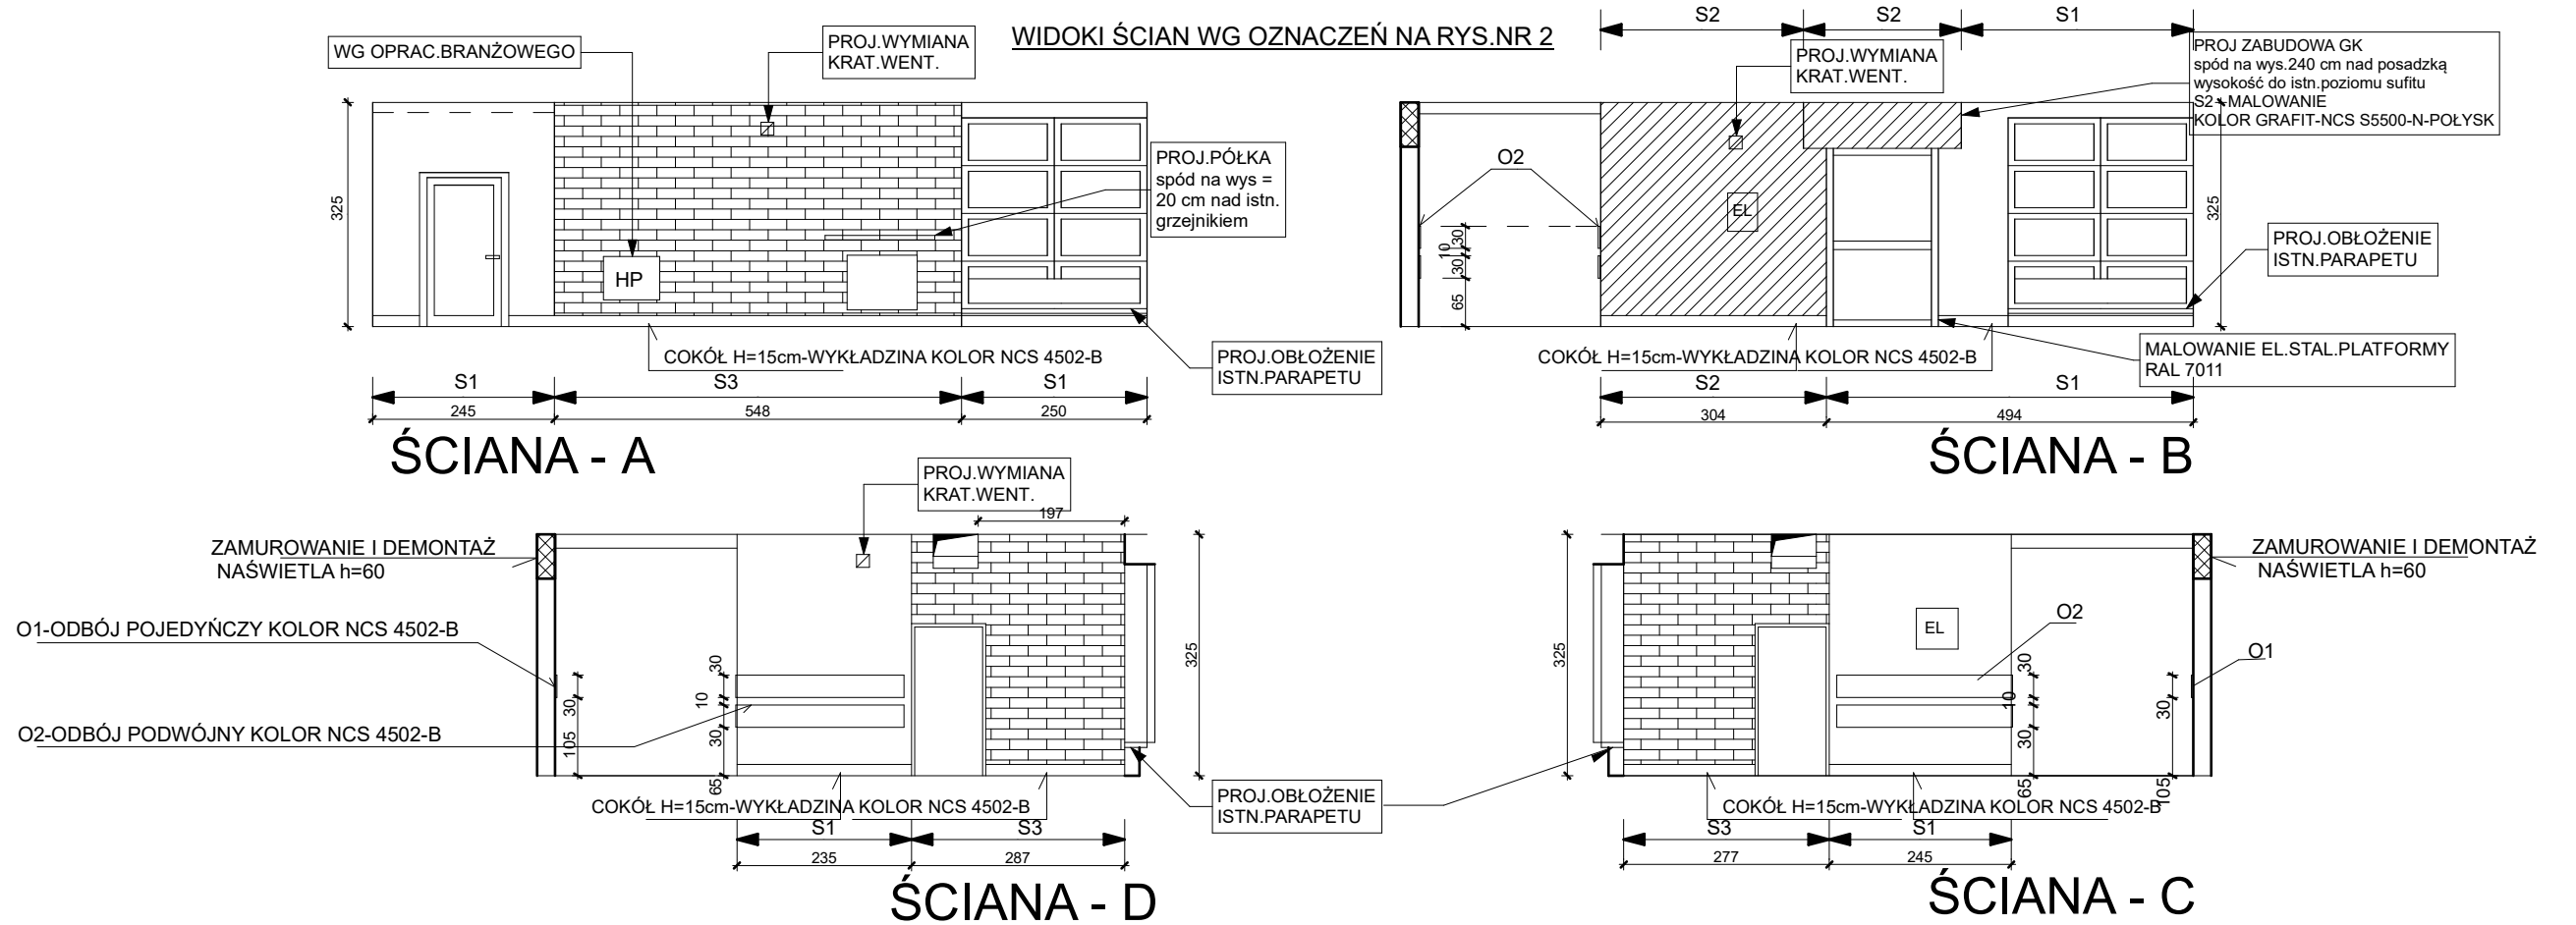 WIDOKI ŚCIAN WG OZNACZEŃ NA RYS.NR 2
WG OPRAC.BRANŻOWEGO
PROJ.WYMIANA
KRAT.WENT.
325
HP
PROJ.PÓŁKA
spód na wys =
20 cm nad istn.
grzejnikiem
PROJ.OBŁOŻENIE
ISTN.PARAPETU
COKÓŁ H=15cm-WYKŁADZINA KOLOR NCS 4502-B
S1
S3
S1
245
548
250
ŚCIANA - A
S2
S2
S1
PROJ.WYMIANA
KRAT.WENT.
PROJ ZABUDOWA GK
spód na wys.240 cm nad posadzką
wysokość do istn.poziomu sufitu
S2 -MALOWANIE
KOLOR GRAFIT-NCS S5500-N-POŁYSK
O2
EL
30
10
30
65
325
PROJ.OBŁOŻENIE
ISTN.PARAPETU
MALOWANIE EL.STAL.PLATFORMY
RAL 7011
COKÓŁ H=15cm-WYKŁADZINA KOLOR NCS 4502-B
S2
S1
304
494
ŚCIANA - B
PROJ.WYMIANA
KRAT.WENT.
197
ZAMUROWANIE I DEMONTAŻ
NAŚWIETLA h=60
O1-ODBÓJ POJEDYŃCZY KOLOR NCS 4502-B
O2-ODBÓJ PODWÓJNY KOLOR NCS 4502-B
30
105
30
10
30
65
325
COKÓŁ H=15cm-WYKŁADZINA KOLOR NCS 4502-B
S1
S3
235
287
ŚCIANA - D
PROJ.OBŁOŻENIE
ISTN.PARAPETU
325
EL
O2
O1
ZAMUROWANIE I DEMONTAŻ
NAŚWIETLA h=60
30
10
30
65
30
105
COKÓŁ H=15cm-WYKŁADZINA KOLOR NCS 4502-B
S3
S1
277
245
ŚCIANA - C